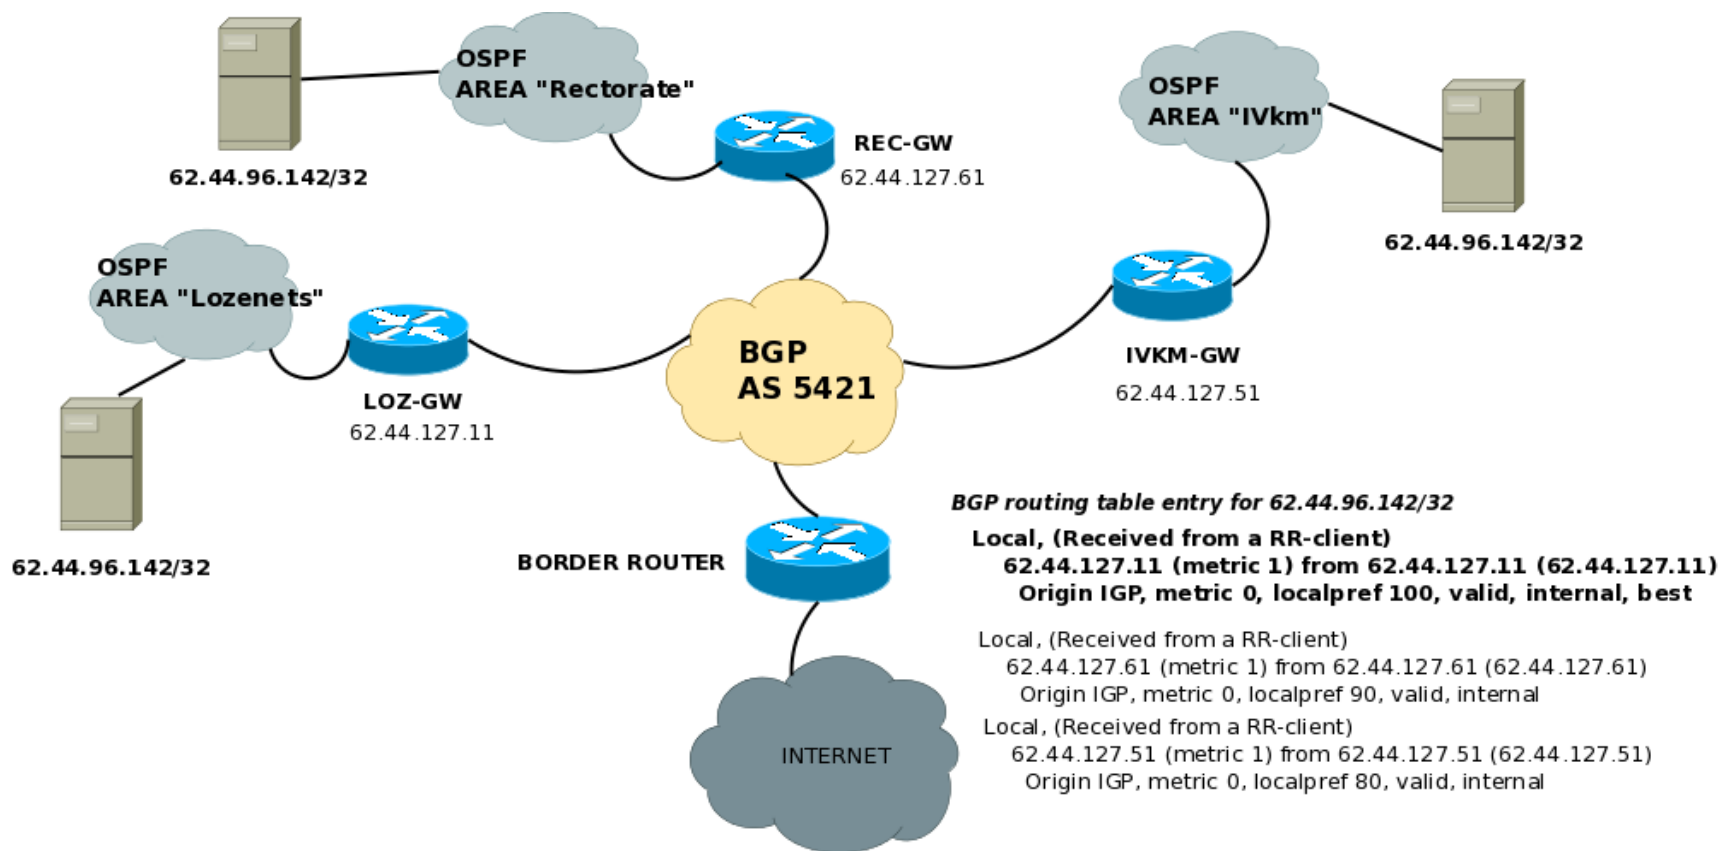 OSPF
AREA "Rectorate"
62.44.96.142/32
REC-GW
62.44.127.61
OSPF
AREA "IVkm"
62.44.96.142/32
OSPF
AREA "Lozenets"
62.44.96.142/32
LOZ-GW
62.44.127.11
BGP
AS 5421
IVKM-GW
62.44.127.51
BORDER ROUTER
INTERNET
BGP routing table entry for 62.44.96.142/32
Local, (Received from a RR-client)
62.44.127.11 (metric 1) from 62.44.127.11 (62.44.127.11)
Origin IGP, metric 0, localpref 100, valid, internal, best
Local, (Received from a RR-client)
62.44.127.61 (metric 1) from 62.44.127.61 (62.44.127.61)
Origin IGP, metric 0, localpref 90, valid, internal
Local, (Received from a RR-client)
62.44.127.51 (metric 1) from 62.44.127.51 (62.44.127.51)
Origin IGP, metric 0, localpref 80, valid, internal